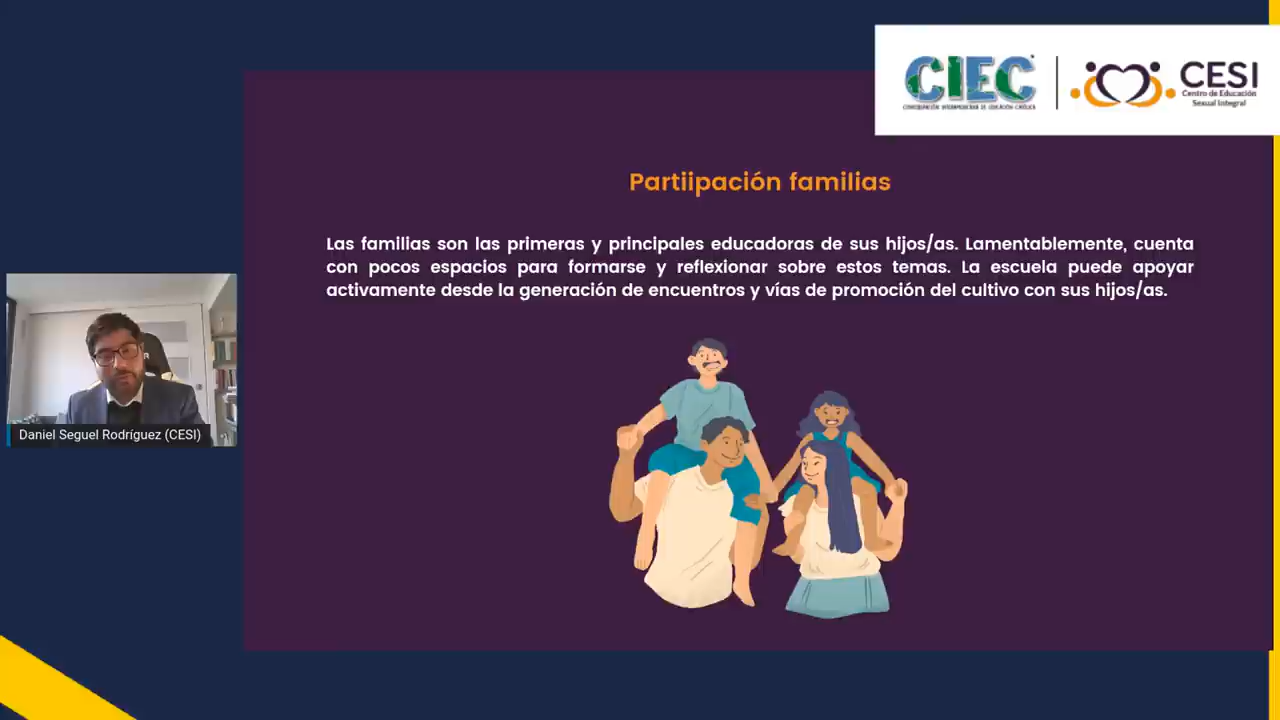 CIEC
CONFEDERACIÓN INTERAMERICANA DE EDUCACIÓN CATÓLICA
CESI
Centro de Educación
Sexual Integral
Partiipación familias
Las familias son las primeras y principales educadoras de sus hijos/as. Lamentablemente, cuenta
con pocos espacios para formarse y reflexionar sobre estos temas. La escuela puede apoyar
activamente desde la generación de encuentros y vías de promoción del cultivo con sus hijos/as.
Daniel Seguel Rodríguez (CESI)